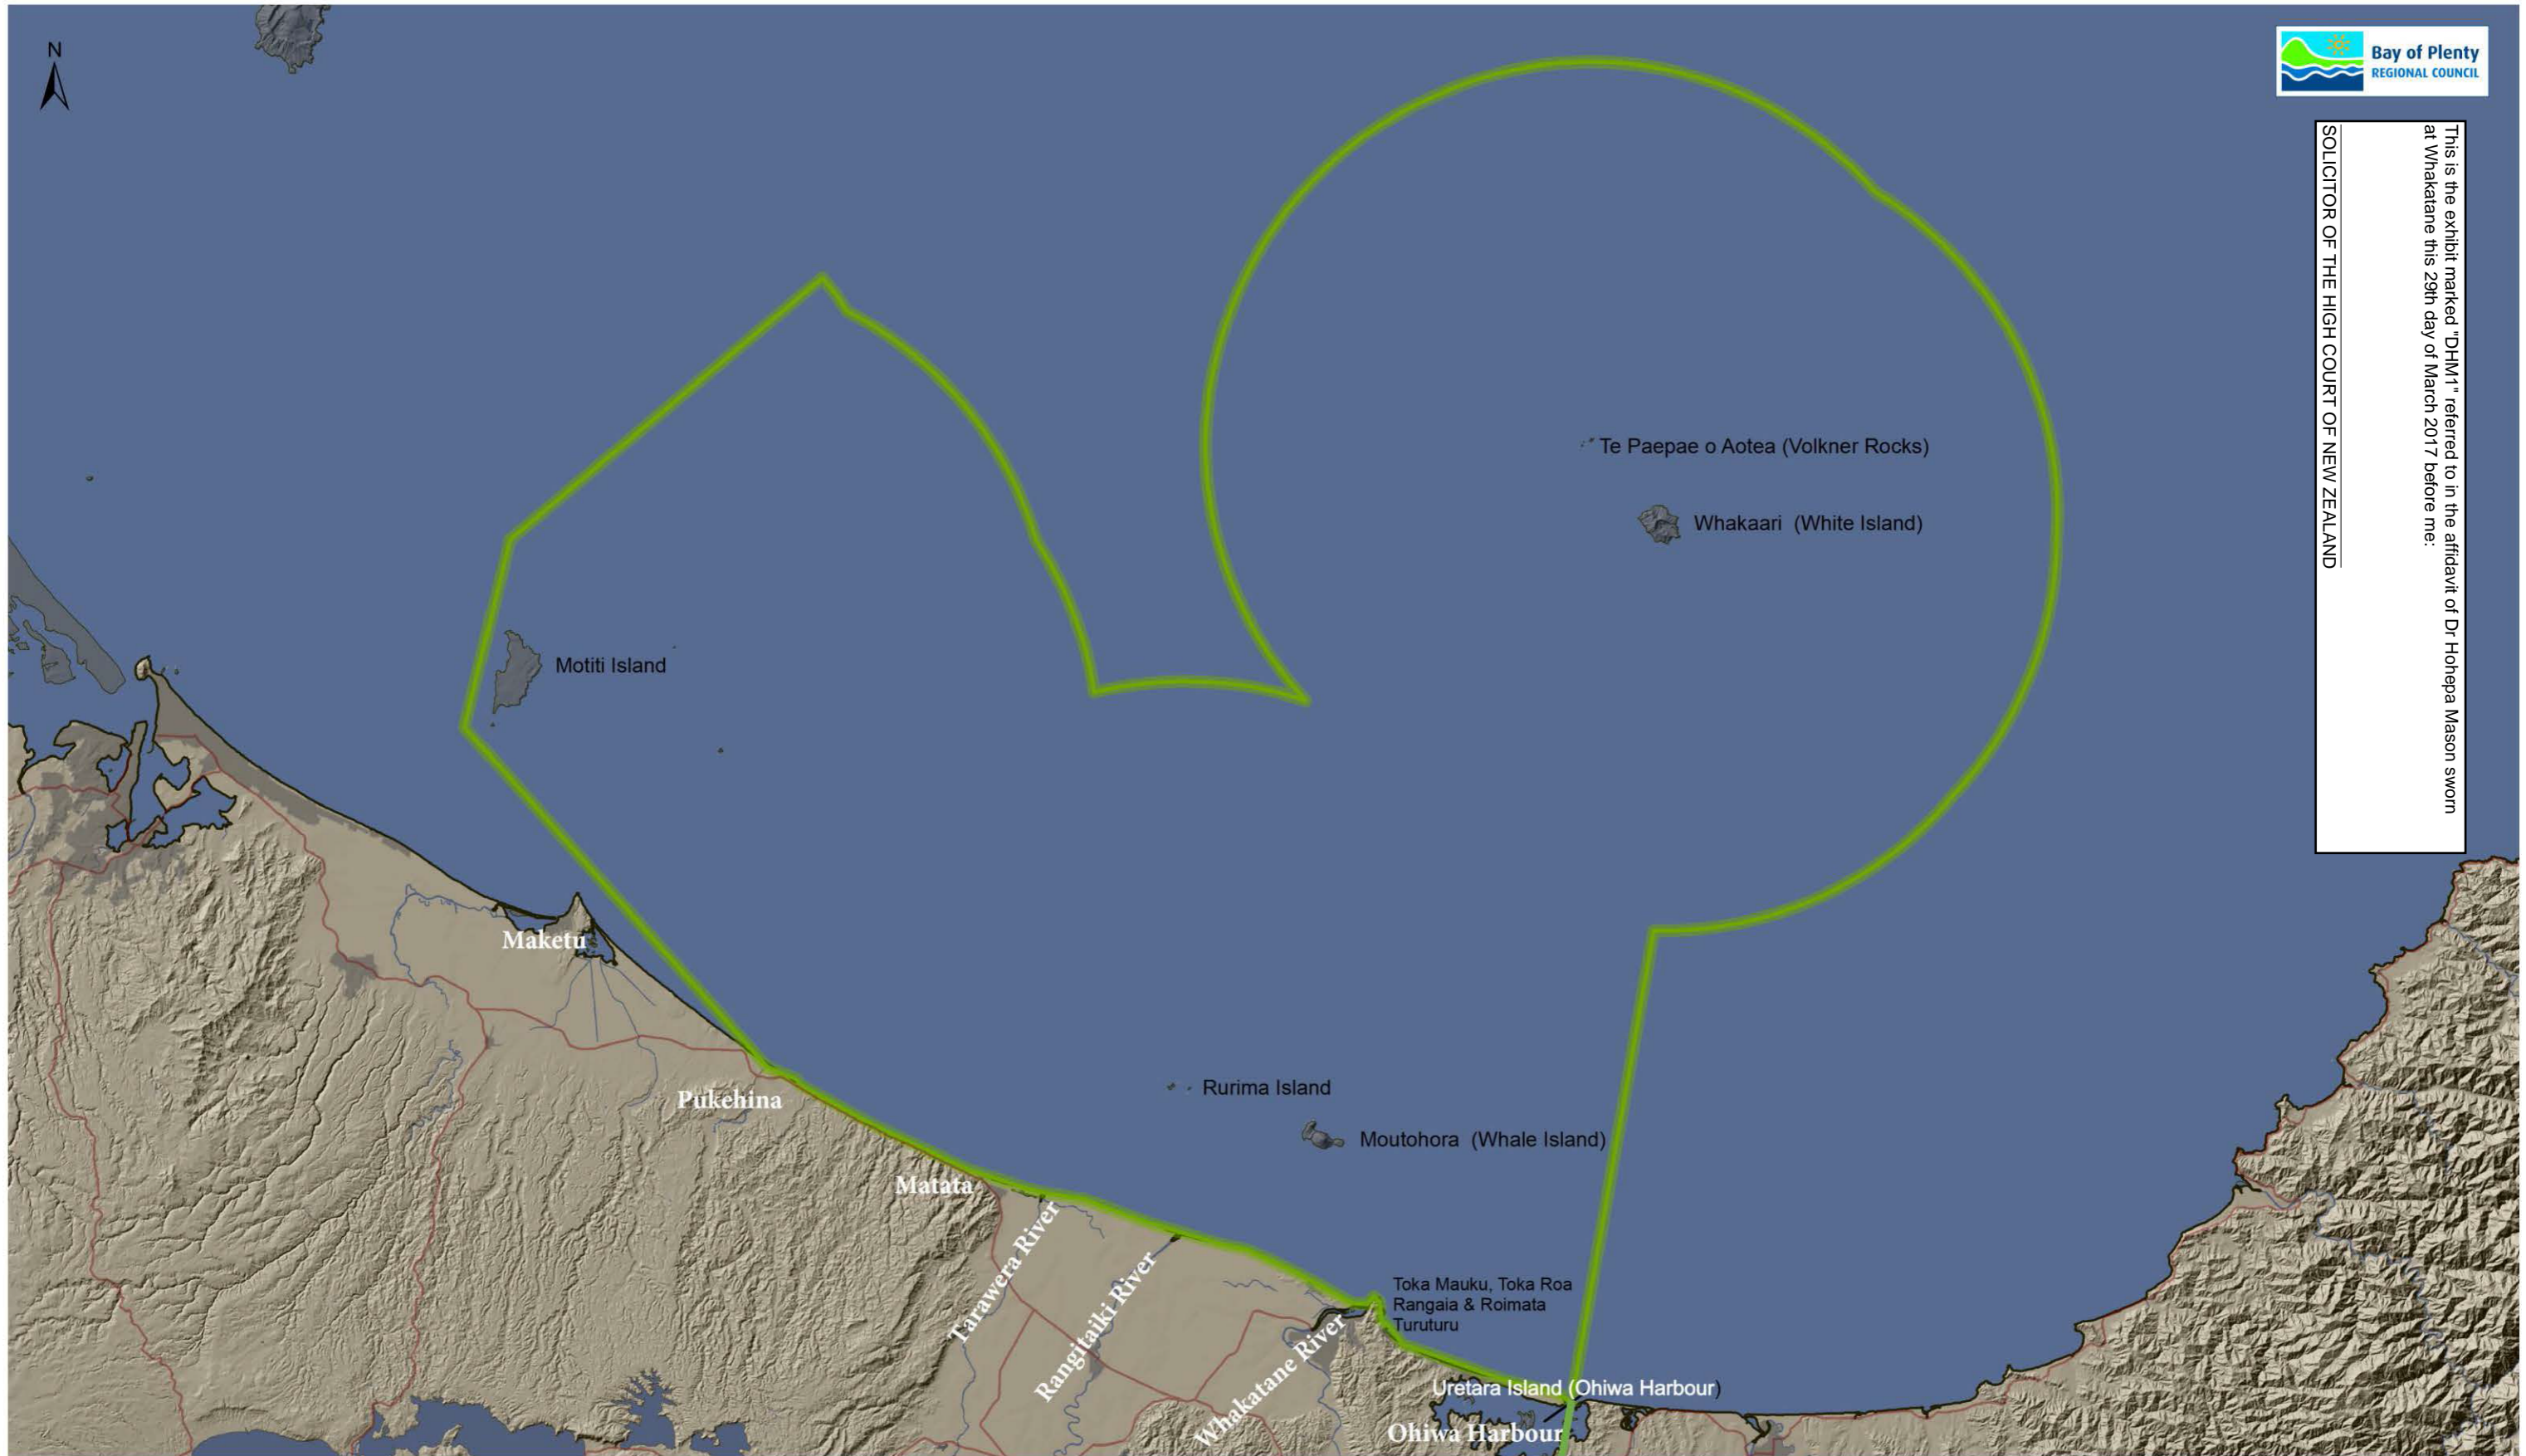 N
Bay of Plenty
REGIONAL COUNCIL
This is the exhibit marked "DHM1" referred to in the affidavit of Dr Hohepa Mason sworn
at Whakatane this 29th day of March 2017 before me:
SOLICITOR OF THE HIGH COURT OF NEW ZEALAND
Te Paepae o Aotea (Volkner Rocks)
Whakaari (White Island)
Motiti Island
Maketu
Pukehina
Rurima Island
Moutohora (Whale Island)
Matata
Tarawera River
Rangitaiki River
Whakatane River
Toka Mauku, Toka Roa
Rangaia & Roimata
Turuturu
Uretara Island (Ohiwa Harbour)
Ohiwa Harbour